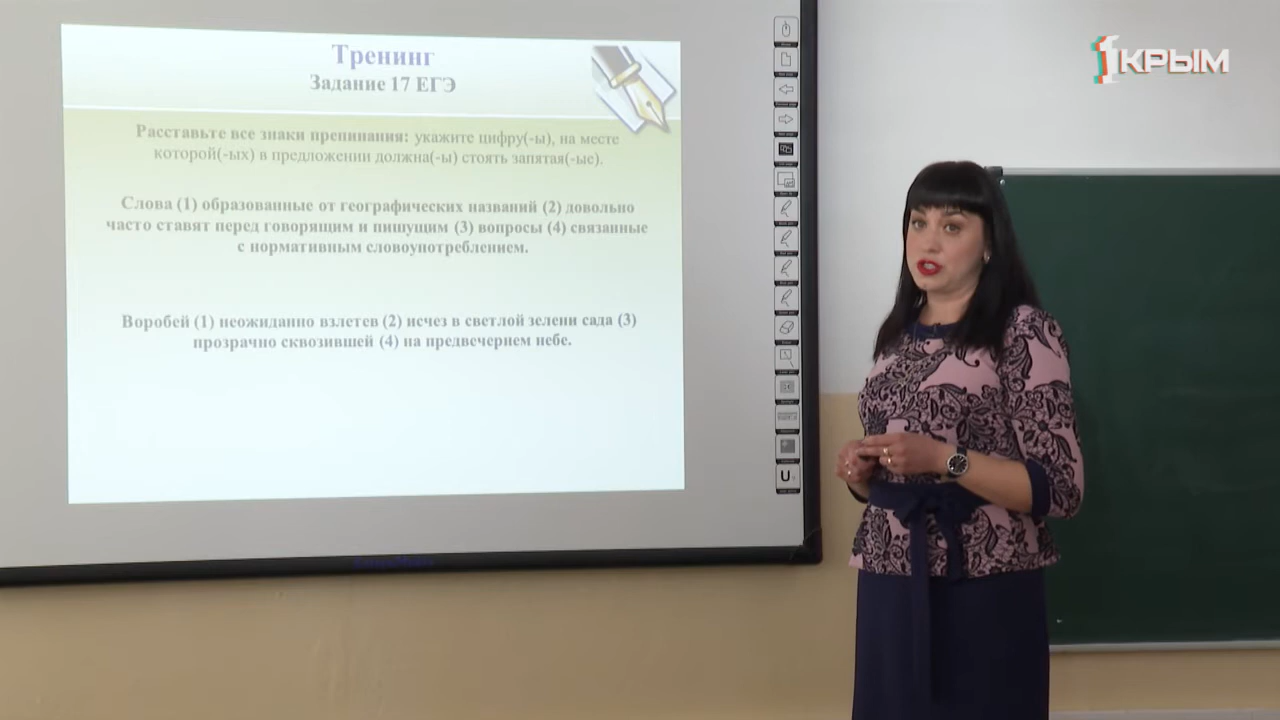 Тренинг
Задание 17 ЕГЭ
Расставьте все знаки препинания: укажите цифру(-ы), на месте
которой(-ых) в предложении должна(-ы) стоять запятая(-ые).
Слова (1) образованные от географических названий (2) довольно
часто ставят перед говорящим и пишущим (3) вопросы (4) связанные
с нормативным словоупотреблением.
Воробей (1) неожиданно взлетев (2) исчез в светлой зелени сада (3)
прозрачно сквозившей (4) на предвечернем небе.
1 КРЫМ
U